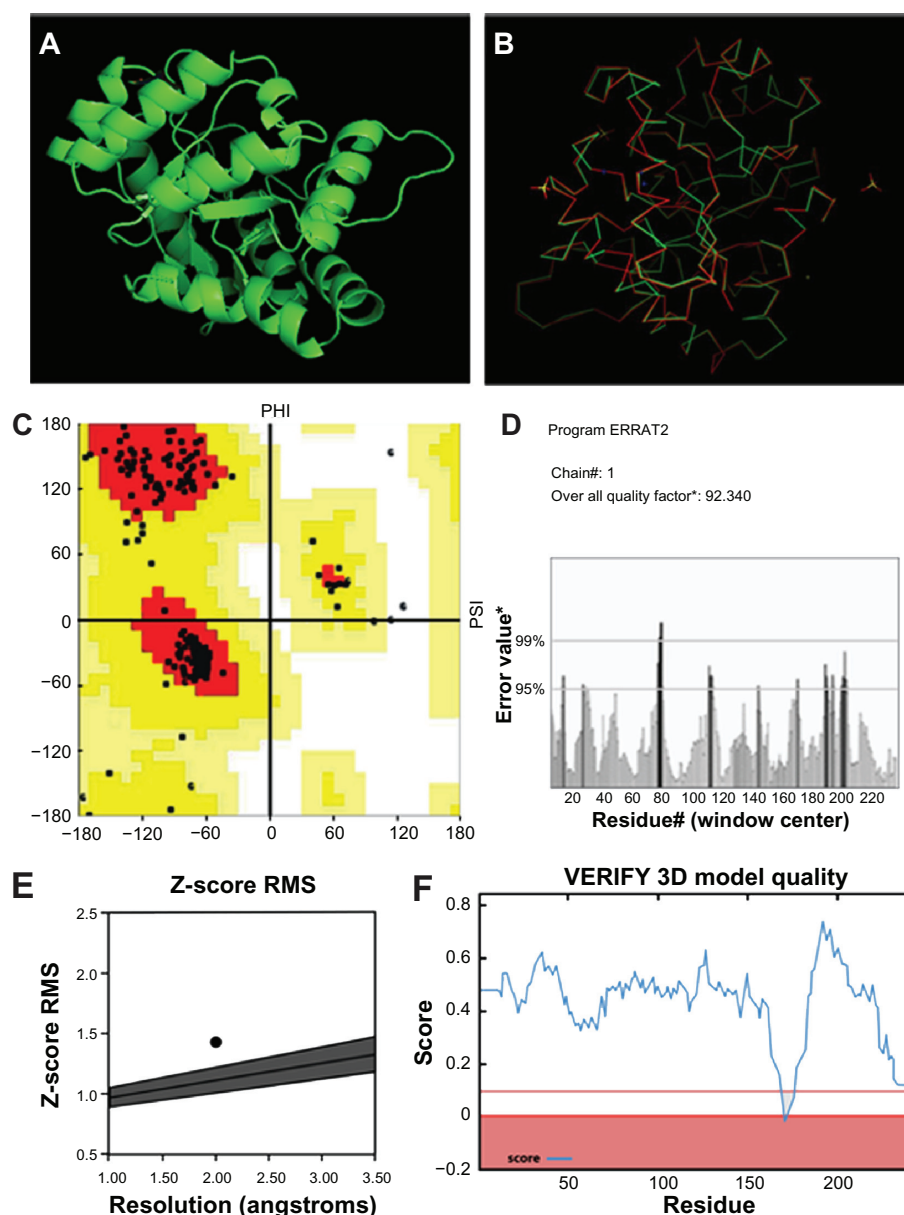 A
B
C
PHI
180
120
60
0
−60
−120
−180
−180
−120
−60
0
60
120
180
PSI
D
Program ERRAT2
Chain#: 1
Over all quality factor*: 92.340
Error value*
99%
95%
20 40 60 80 100 120 140 160 180 200 220
Residue# (window center)
E
Z-score RMS
Z-score RMS
2.5
2.0
1.5
1.0
0.5
1.00 1.50 2.00 2.50 3.00 3.50
Resolution (angstroms)
F
VERIFY 3D model quality
Score
0.8
0.6
0.4
0.2
0
−0.2
score
50 100 150 200
Residue